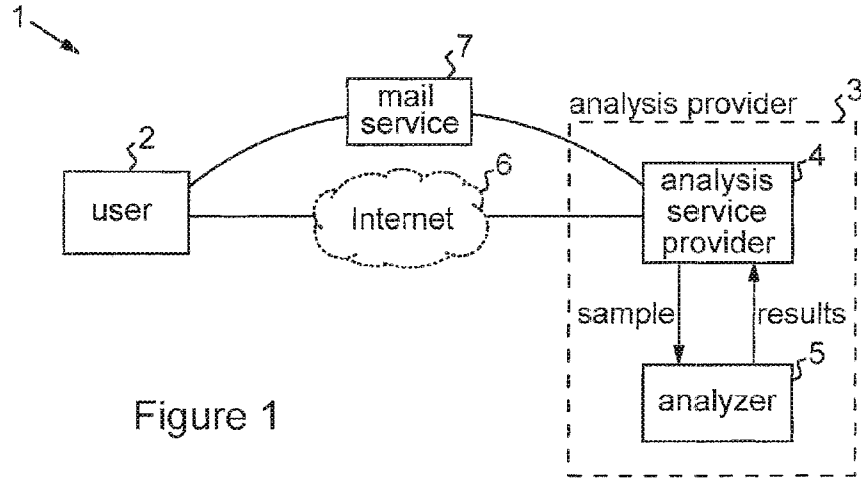 1
7
mail
service
analysis provider
3
2
user
6
Internet
4
analysis
service
provider
sample
results
5
analyzer
Figure 1